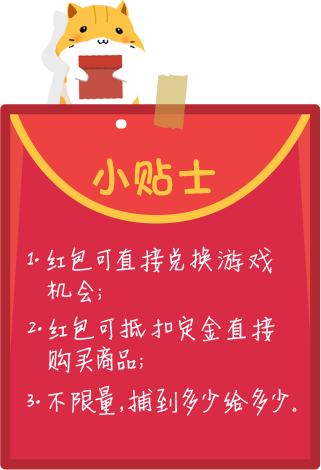 小贴士
1. 红包可直接兑换游戏
机会;
2. 红包可抵扣定金直接
购买商品;
3. 不限量,捕到多少给多少。